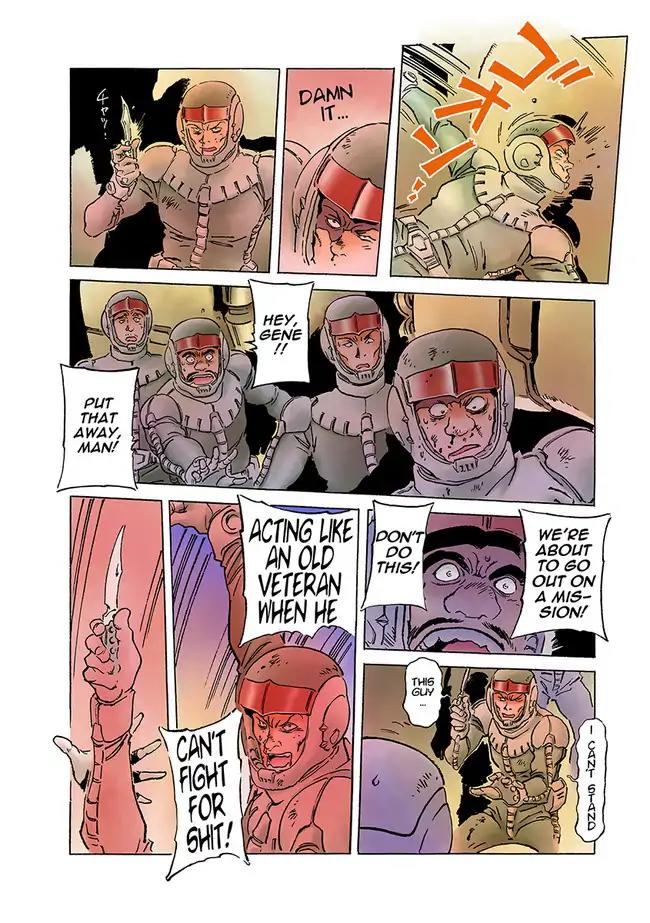 ゴオン!!
DAMN
IT...
チャッ!
HEY,
GENE
!!
PUT
THAT
AWAY,
MAN!
WE'RE
ABOUT
TO GO
OUT ON
A MIS-
SION!
DON'T
DO
THIS!
I CAN'T STAND
THIS
GUY
...
ACTING LIKE
AN OLD
VETERAN
WHEN HE
CAN'T
FIGHT
FOR
SHIT!